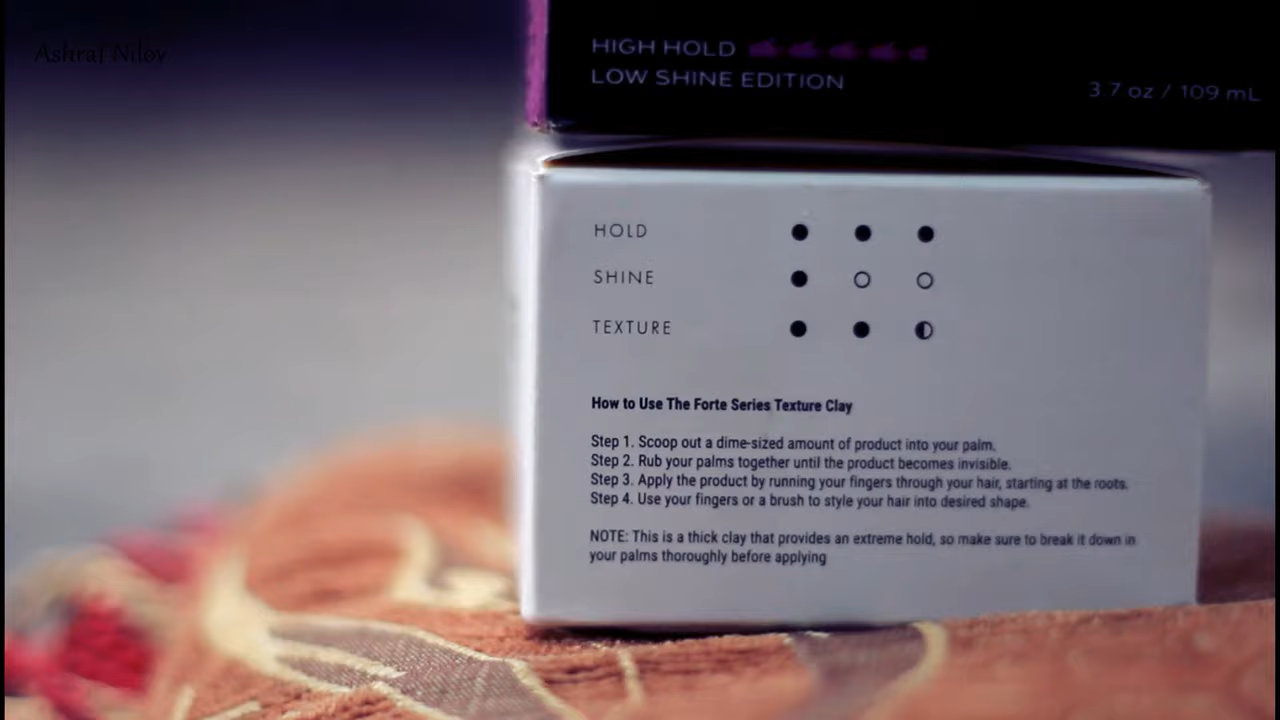 Ashraf Nilov
HIGH HOLD
LOW SHINE EDITION
3.7 oz / 109 mL
HOLD
SHINE
TEXTURE
How to Use The Forte Series Texture Clay
Step 1. Scoop out a dime-sized amount of product into your palm.
Step 2. Rub your palms together until the product becomes invisible.
Step 3. Apply the product by running your fingers through your hair, starting at the roots.
Step 4. Use your fingers or a brush to style your hair into desired shape.
NOTE: This is a thick clay that provides an extreme hold, so make sure to break it down in
your palms thoroughly before applying